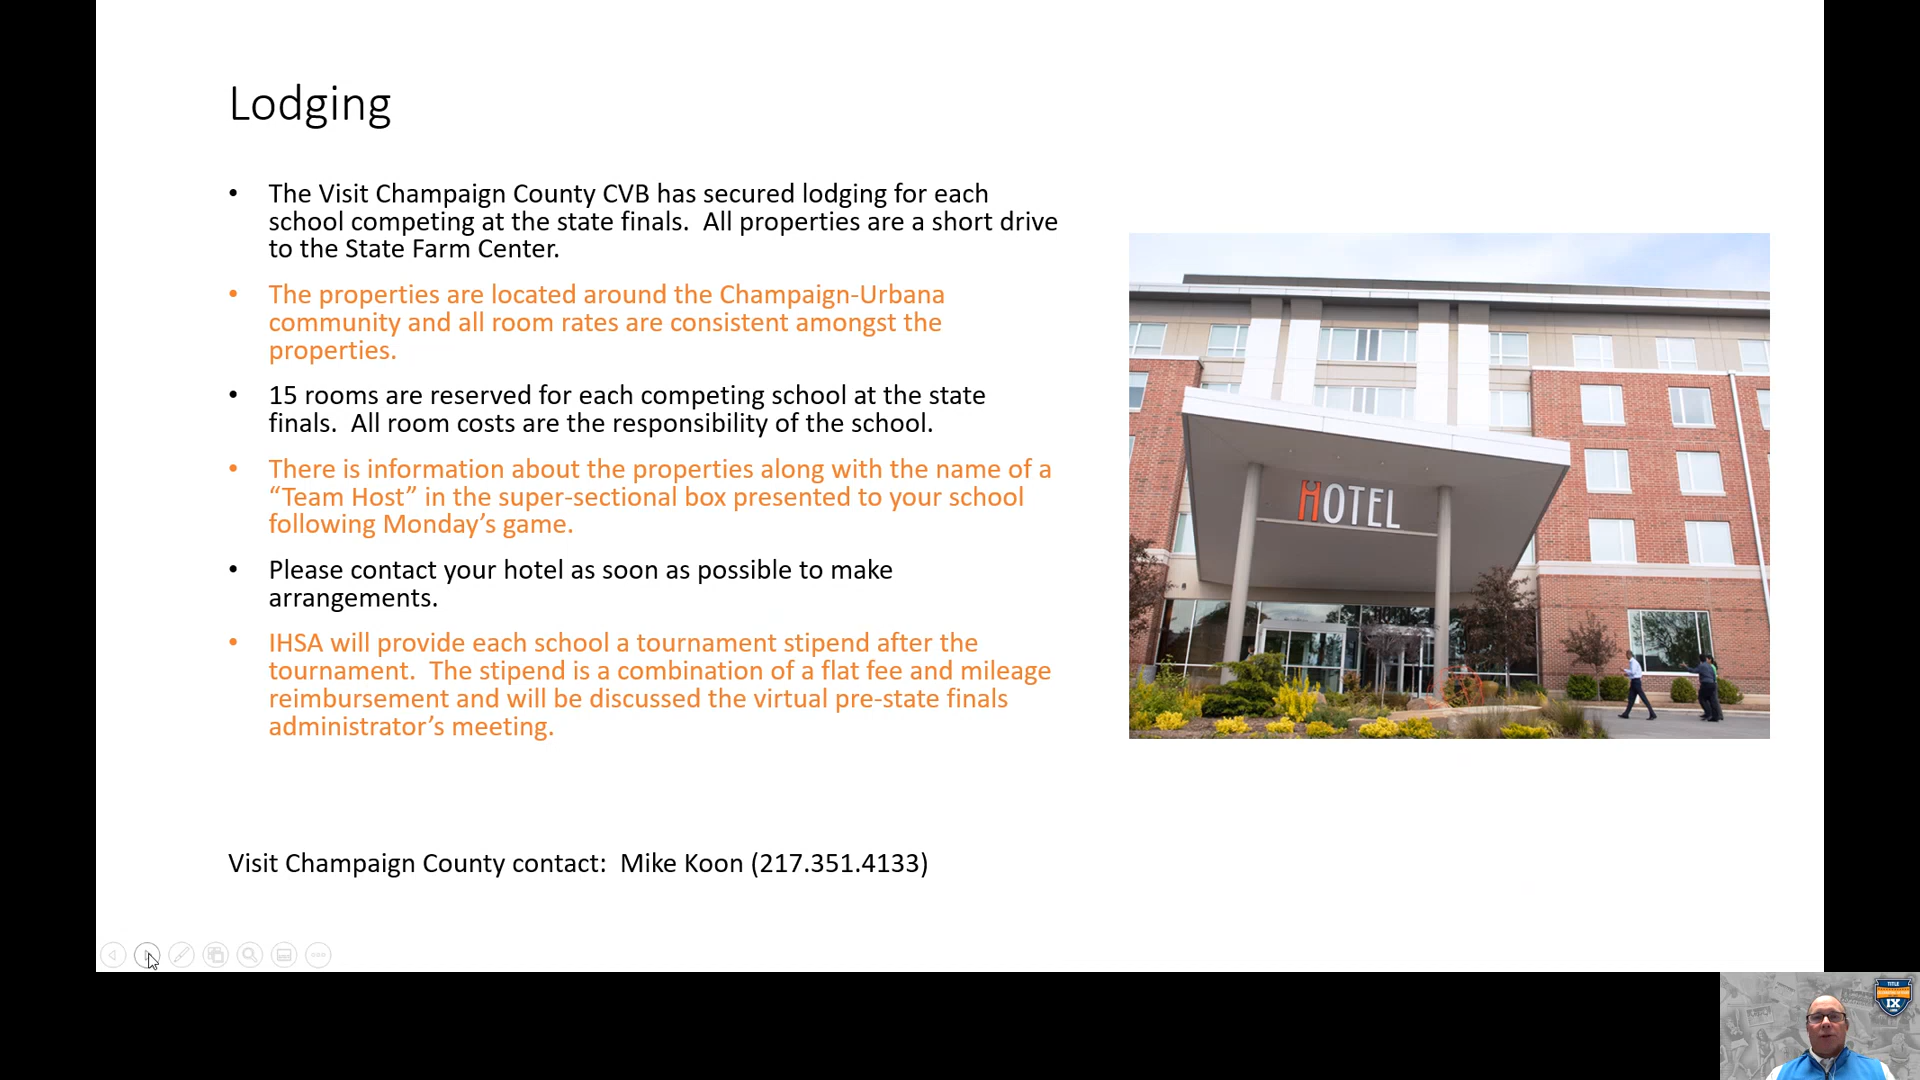 Lodging
• The Visit Champaign County CVB has secured lodging for each
school competing at the state finals.  All properties are a short drive
to the State Farm Center.
• The properties are located around the Champaign-Urbana
community and all room rates are consistent amongst the
properties.
• 15 rooms are reserved for each competing school at the state
finals.  All room costs are the responsibility of the school.
• There is information about the properties along with the name of a
“Team Host” in the super-sectional box presented to your school
following Monday’s game.
• Please contact your hotel as soon as possible to make
arrangements.
• IHSA will provide each school a tournament stipend after the
tournament.  The stipend is a combination of a flat fee and mileage
reimbursement and will be discussed the virtual pre-state finals
administrator’s meeting.
HOTEL
Visit Champaign County contact:  Mike Koon (217.351.4133)
TITLE
IX